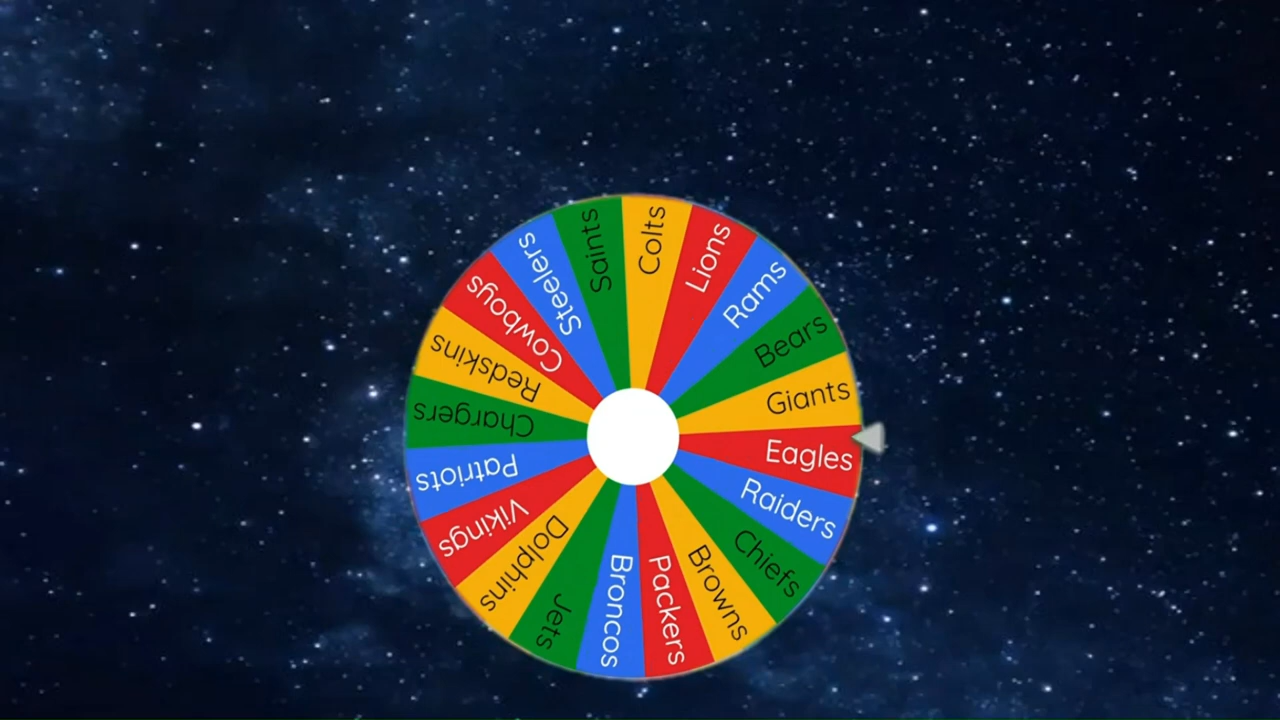 Colts
Lions
Rams
Bears
Giants
Eagles
Raiders
Chiefs
Browns
Packers
Broncos
Jets
Dolphins
Vikings
Patriots
Chargers
Redskins
Cowboys
Steelers
Saints